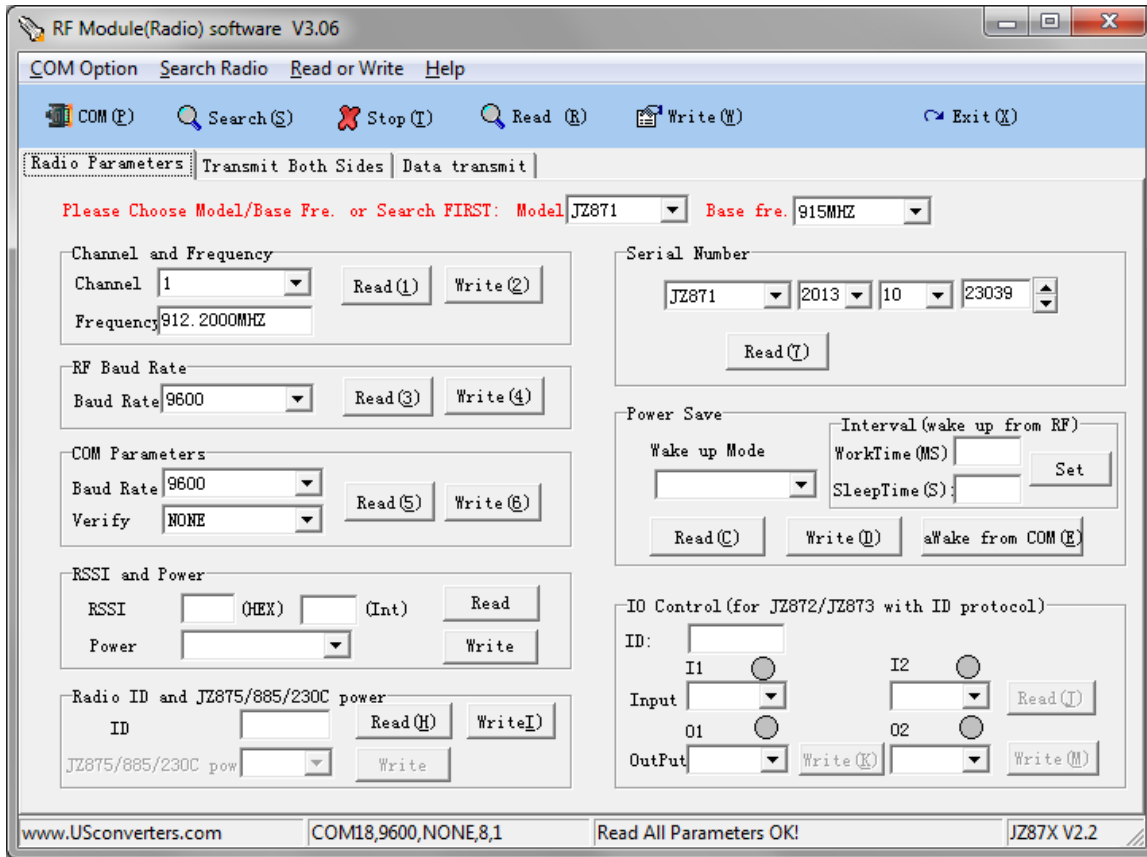 RF Module(Radio) software  V3.06
COM Option   Search Radio   Read or Write   Help
COM(P)   Search(S)   Stop(T)   Read (R)   Write(W)   Exit(X)
Radio Parameters   Transmit Both Sides   Data transmit
Please Choose Model/Base Fre. or Search FIRST:  Model JZ871   Base fre. 915MHZ
Channel and Frequency
Channel 1   Read(1)   Write(2)
Frequency 912.2000MHZ
RF Baud Rate
Baud Rate 9600   Read(3)   Write(4)
COM Parameters
Baud Rate 9600
Read(5)   Write(6)
Verify NONE
RSSI and Power
RSSI   (HEX)   (Int)   Read
Power   Write
Radio ID and JZ875/885/230C power
ID   Read(H)   WriteI)
JZ875/885/230C pow   Write
Serial Number
JZ871   2013   10   23039
Read(7)
Power Save
Interval(wake up from RF)
Wake up Mode   WorkTime(MS)
Set
SleepTime(S):
Read(C)   Write(D)   aWake from COM(E)
IO Control(for JZ872/JZ873 with ID protocol)
ID:
I1   I2
Input   Read(J)
O1   O2
OutPut   Write(K)   Write(M)
www.USconverters.com   COM18,9600,NONE,8,1   Read All Parameters OK!   JZ87X V2.2